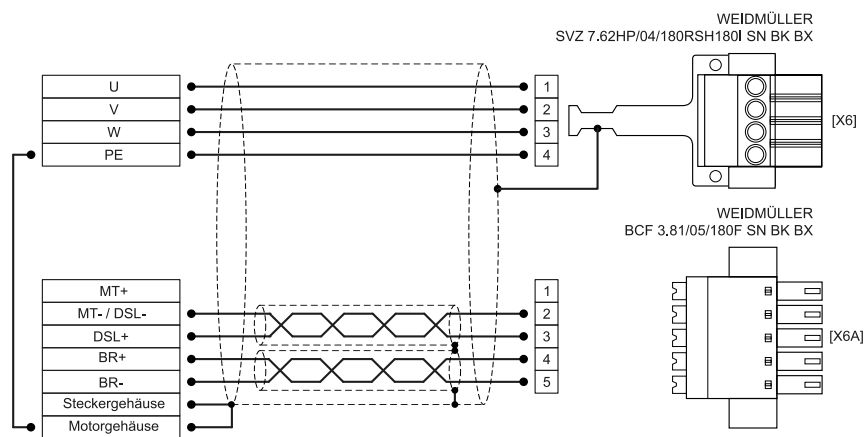 WEIDMÜLLER
SVZ 7.62HP/04/180RSH180I SN BK BX
U
V
W
PE
1
2
3
4
[X6]
WEIDMÜLLER
BCF 3.81/05/180F SN BK BX
MT+
MT- / DSL-
DSL+
BR+
BR-
Steckergehäuse
Motorgehäuse
1
2
3
4
5
[X6A]